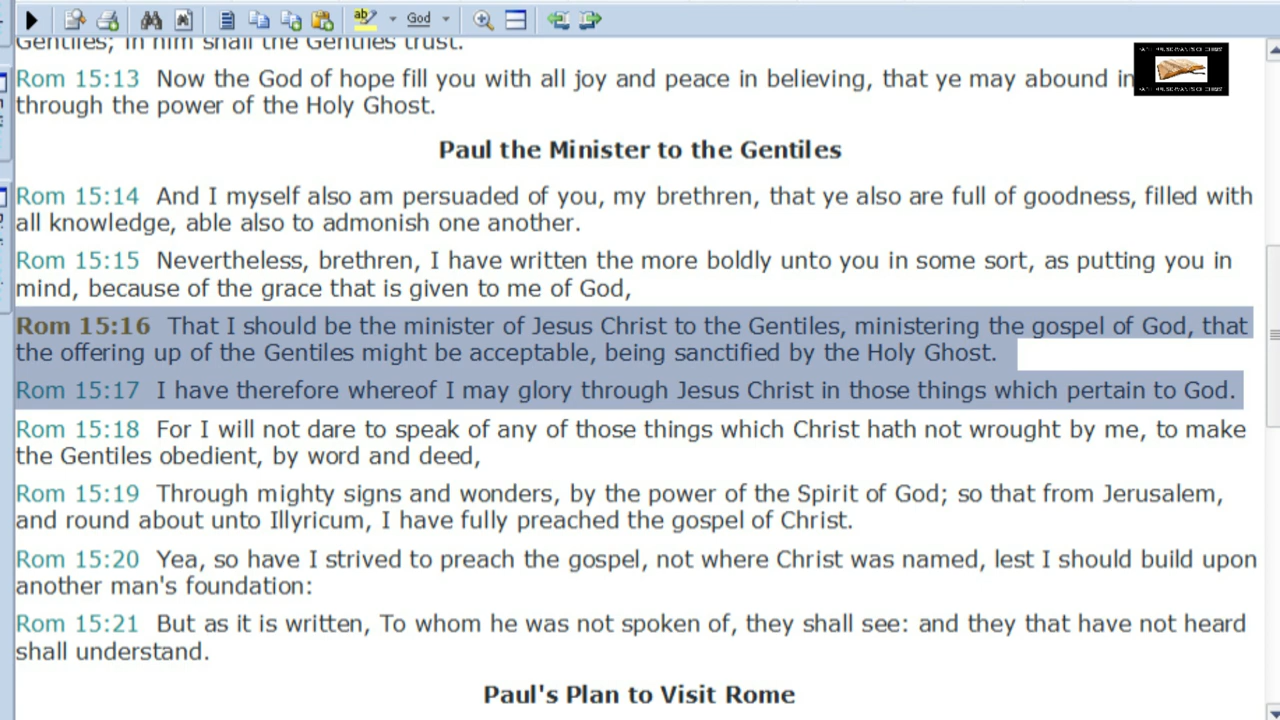 God
Gentiles; in him shall the Gentiles trust.
Rom 15:13 Now the God of hope fill you with all joy and peace in believing, that ye may abound in
through the power of the Holy Ghost.
Paul the Minister to the Gentiles
Rom 15:14 And I myself also am persuaded of you, my brethren, that ye also are full of goodness, filled with
all knowledge, able also to admonish one another.
Rom 15:15 Nevertheless, brethren, I have written the more boldly unto you in some sort, as putting you in
mind, because of the grace that is given to me of God,
Rom 15:16 That I should be the minister of Jesus Christ to the Gentiles, ministering the gospel of God, that
the offering up of the Gentiles might be acceptable, being sanctified by the Holy Ghost.
Rom 15:17 I have therefore whereof I may glory through Jesus Christ in those things which pertain to God.
Rom 15:18 For I will not dare to speak of any of those things which Christ hath not wrought by me, to make
the Gentiles obedient, by word and deed,
Rom 15:19 Through mighty signs and wonders, by the power of the Spirit of God; so that from Jerusalem,
and round about unto Illyricum, I have fully preached the gospel of Christ.
Rom 15:20 Yea, so have I strived to preach the gospel, not where Christ was named, lest I should build upon
another man's foundation:
Rom 15:21 But as it is written, To whom he was not spoken of, they shall see: and they that have not heard
shall understand.
Paul's Plan to Visit Rome